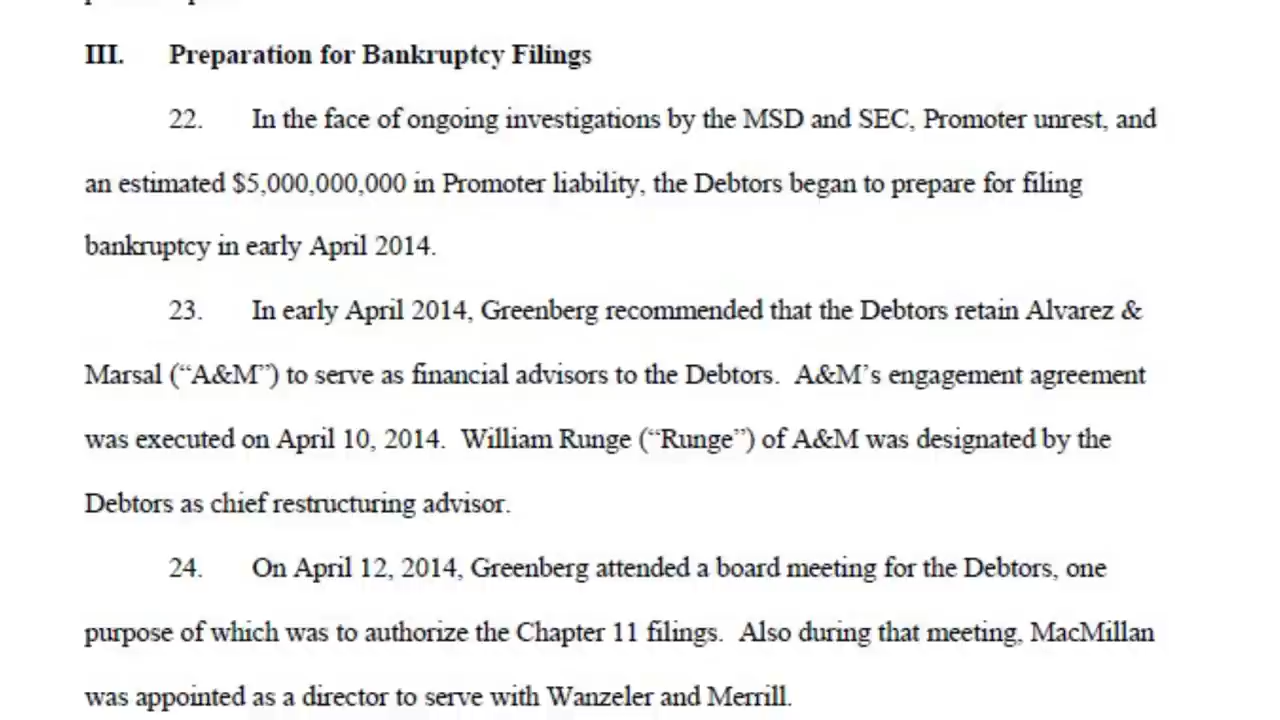 III. Preparation for Bankruptcy Filings
22. In the face of ongoing investigations by the MSD and SEC, Promoter unrest, and
an estimated $5,000,000,000 in Promoter liability, the Debtors began to prepare for filing
bankruptcy in early April 2014.
23. In early April 2014, Greenberg recommended that the Debtors retain Alvarez &
Marsal (“A&M”) to serve as financial advisors to the Debtors. A&M’s engagement agreement
was executed on April 10, 2014. William Runge (“Runge”) of A&M was designated by the
Debtors as chief restructuring advisor.
24. On April 12, 2014, Greenberg attended a board meeting for the Debtors, one
purpose of which was to authorize the Chapter 11 filings. Also during that meeting, MacMillan
was appointed as a director to serve with Wanzeler and Merrill.